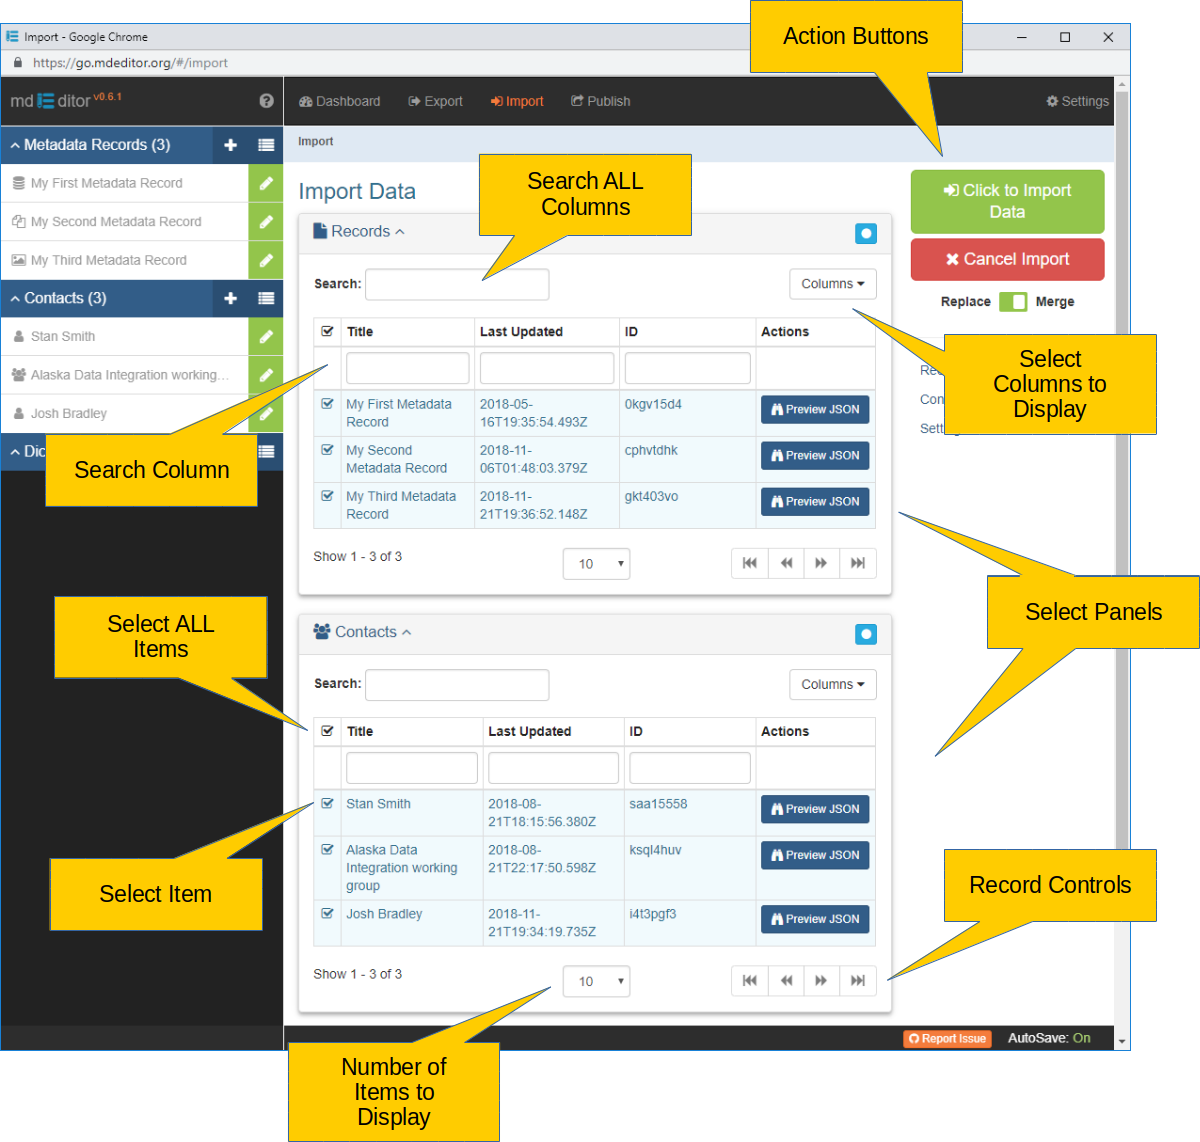 Action Buttons
Import - Google Chrome
https://go.mdeditor.org/#/import
md Editor v0.6.1
Dashboard
Export
Import
Publish
Settings
Metadata Records (3)
My First Metadata Record
My Second Metadata Record
My Third Metadata Record
Contacts (3)
Stan Smith
Alaska Data Integration working...
Josh Bradley
Search Column
Import
Import Data
Search ALL
Columns
Click to Import
Data
Cancel Import
Replace Merge
Select
Columns to
Display
Records
Search:
Columns
Title Last Updated ID Actions
My First Metadata
Record
2018-05-
16T19:35:54.493Z
0kgv15d4
Preview JSON
My Second
Metadata Record
2018-11-
06T01:48:03.379Z
cphvtdhk
Preview JSON
My Third Metadata
Record
2018-11-
21T19:36:52.148Z
gkt403vo
Preview JSON
Show 1 - 3 of 3
10
Select Panels
Select ALL
Items
Contacts
Search:
Columns
Title Last Updated ID Actions
Stan Smith
2018-08-
21T18:15:56.380Z
saa15558
Preview JSON
Select Item
Alaska Data
Integration working
group
2018-08-
21T22:17:50.598Z
ksql4huv
Preview JSON
Josh Bradley
2018-11-
21T19:34:19.735Z
i4t3pgf3
Preview JSON
Record Controls
Show 1 - 3 of 3
10
Number of
Items to
Display
Report Issue
AutoSave: On